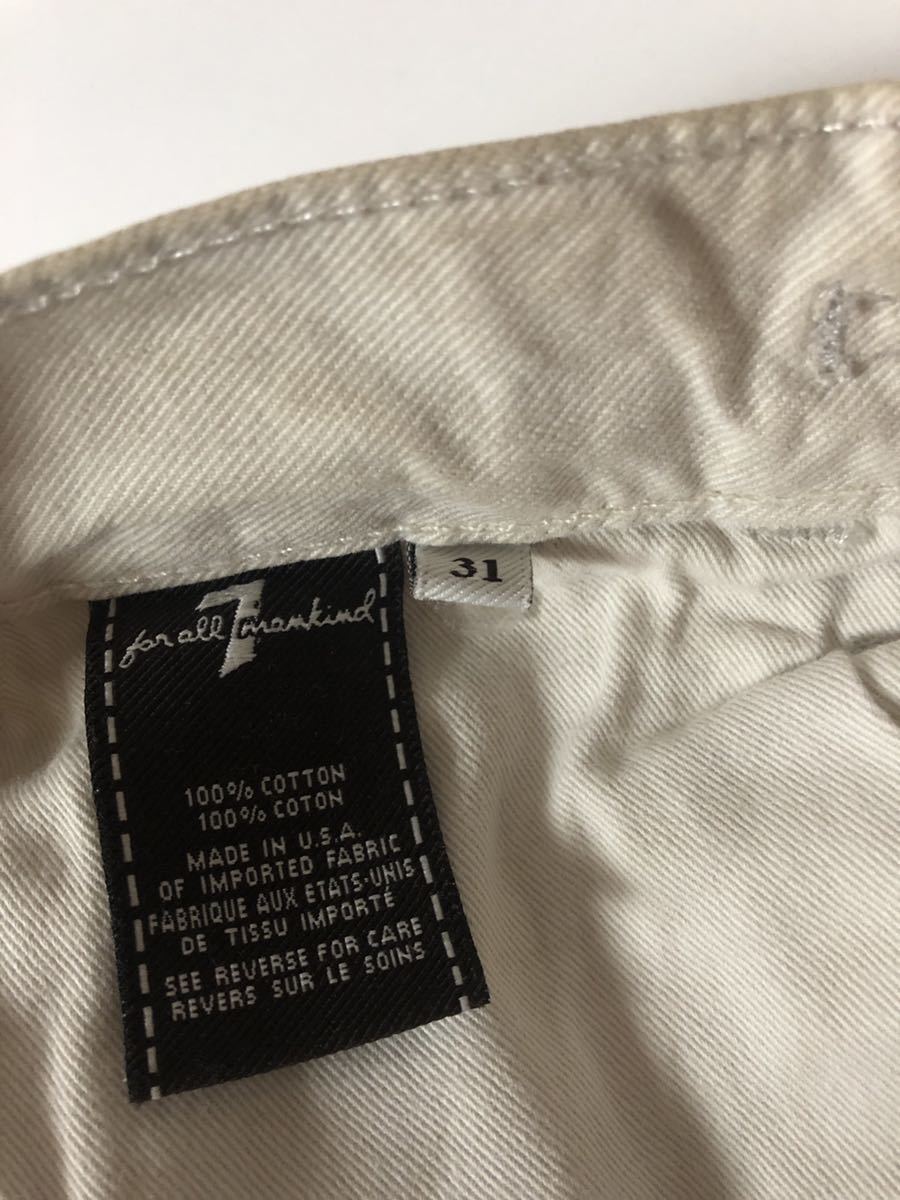 for all 7 mankind
31
100% COTTON
100% COTON
MADE IN U.S.A.
OF IMPORTED FABRIC
FABRIQUE AUX ETATS-UNIS
DE TISSU IMPORTÉ
SEE REVERSE FOR CARE
REVERS SUR LE SOINS